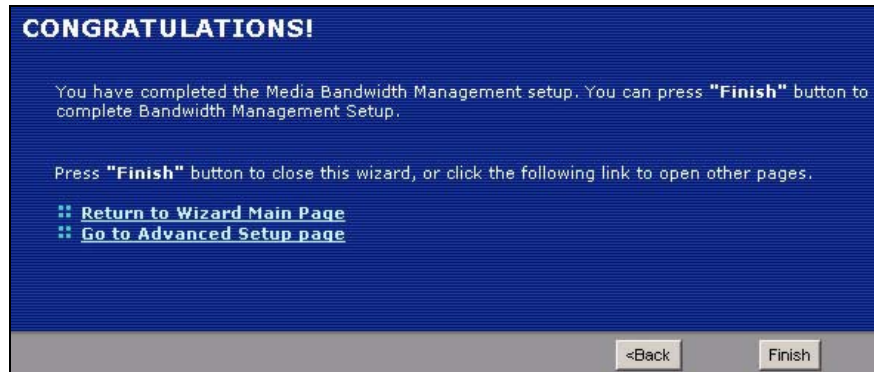 CONGRATULATIONS!
You have completed the Media Bandwidth Management setup. You can press "Finish" button to
complete Bandwidth Management Setup.
Press "Finish" button to close this wizard, or click the following link to open other pages.
Return to Wizard Main Page
Go to Advanced Setup page
<Back Finish